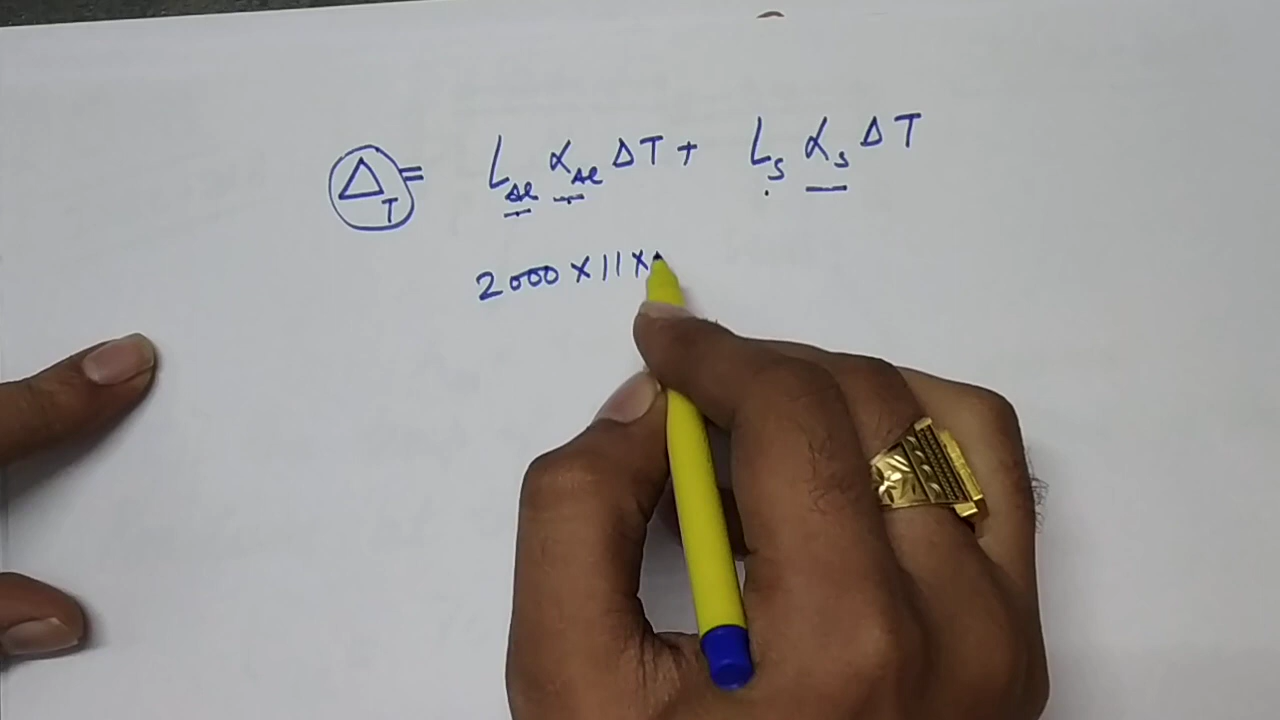 Δ_T = L_Al α_Al ΔT + L_s α_s ΔT
2000 × 11 ×